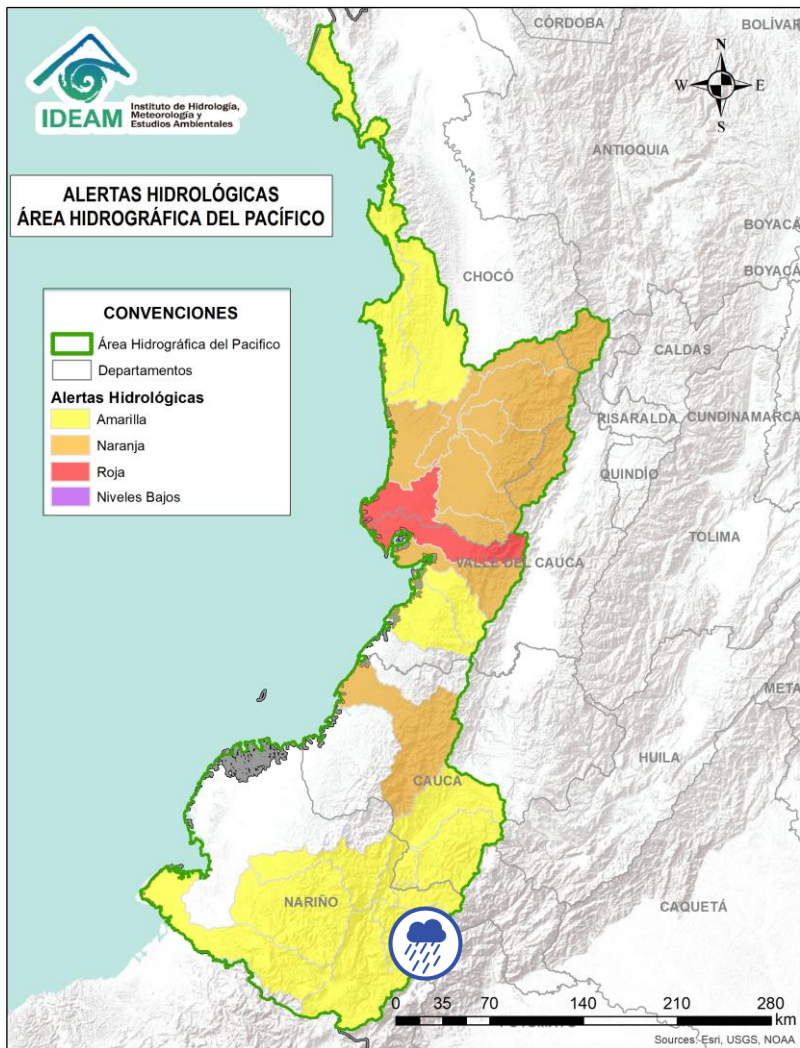 IDEAM
Instituto de Hidrología,
Meteorología y
Estudios Ambientales
ALERTAS HIDROLÓGICAS
ÁREA HIDROGRÁFICA DEL PACÍFICO
CONVENCIONES
Área Hidrográfica del Pacifico
Departamentos
Alertas Hidrológicas
Amarilla
Naranja
Roja
Niveles Bajos
CÓRDOBA
BOLÍVAR
N
W
E
S
ANTIOQUIA
BOYACÁ
BOYACÁ
CHOCÓ
CALDAS
RISARALDA
CUNDINAMARCA
QUINDÍO
TOLIMA
VALLE DEL CAUCA
META
HUILA
CAUCA
NARIÑO
CAQUETÁ
0 35 70 140 210 280
km
Sources: Esri, USGS, NOAA